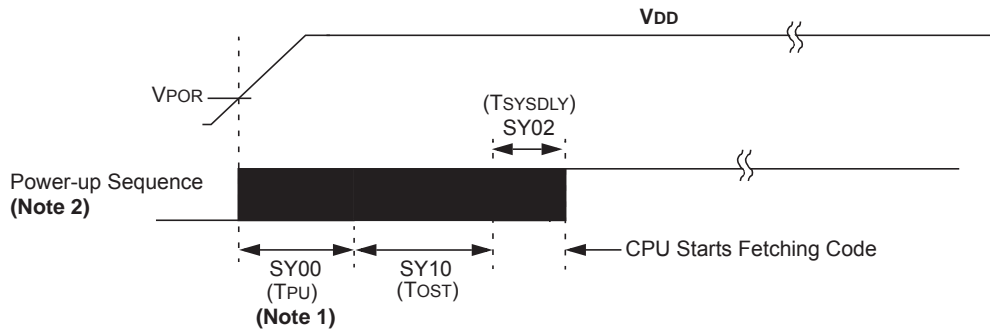 VDD
VPOR
(TSYSDLY)
SY02
Power-up Sequence
(Note 2)
CPU Starts Fetching Code
SY00
(TPU)
(Note 1)
SY10
(TOST)